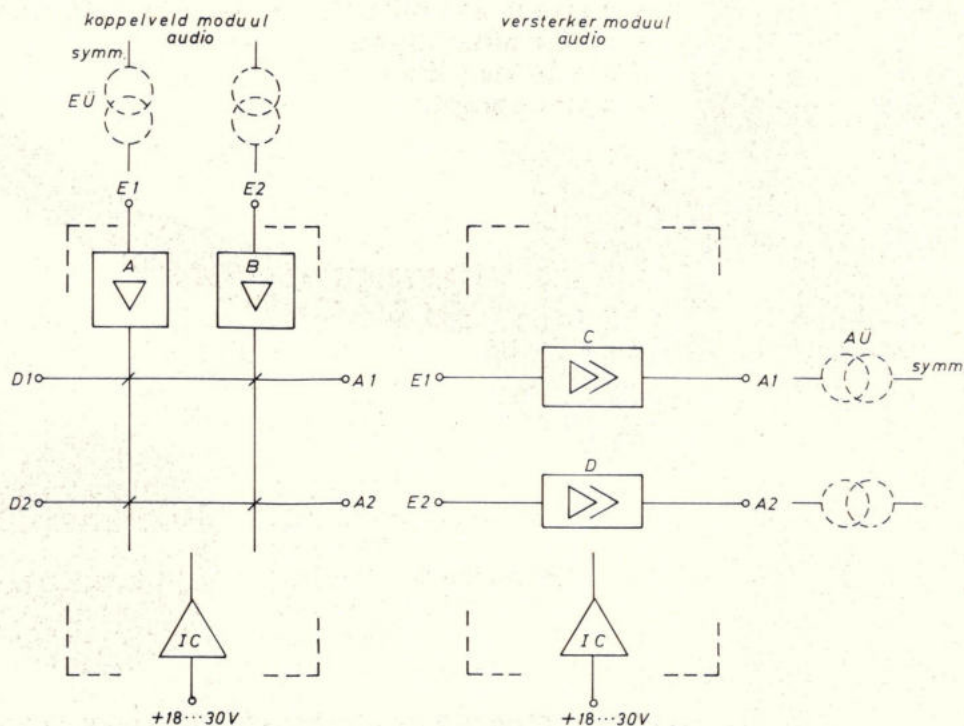 koppelveld moduul
audio
symm.
EÜ
E1
E2
A
B
D1
A1
D2
A2
IC
+18···30V
versterker moduul
audio
C
E1
A1
AÜ
symm
D
E2
A2
IC
+18···30V